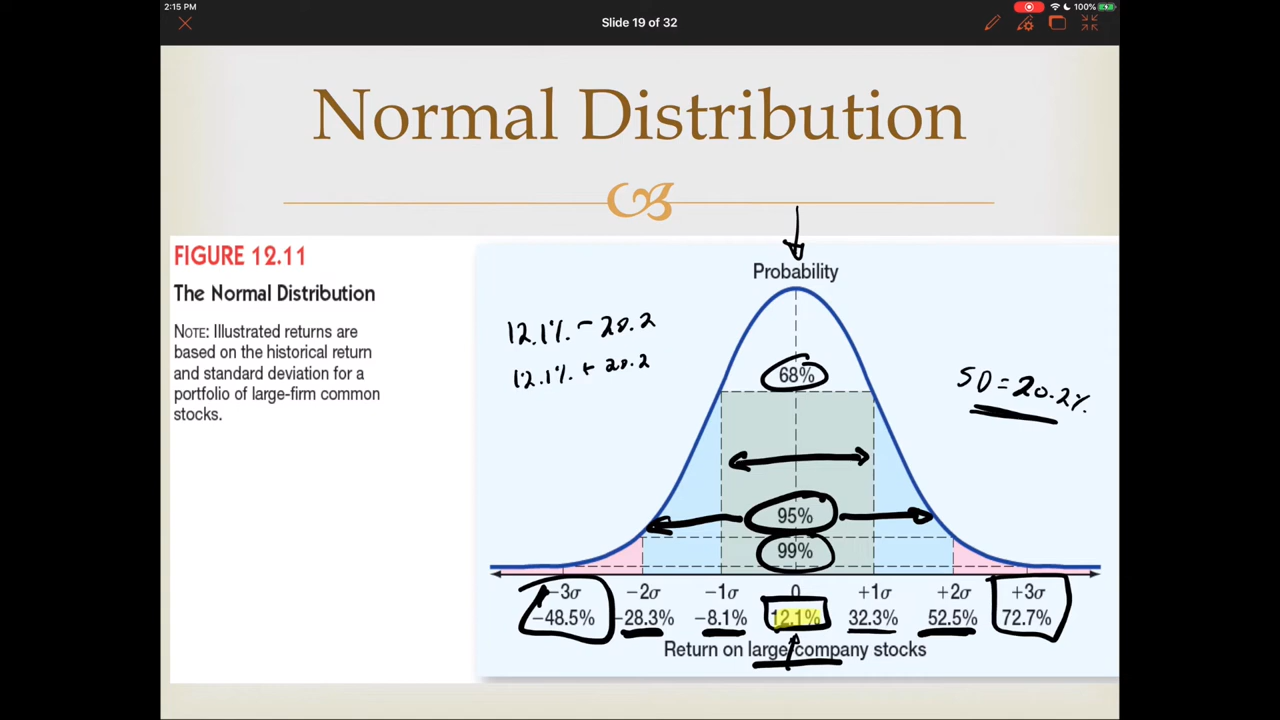 2:15 PM
100%
Slide 19 of 32
Normal Distribution
FIGURE 12.11
The Normal Distribution
NOTE: Illustrated returns are
based on the historical return
and standard deviation for a
portfolio of large-firm common
stocks.
Probability
12.1% - 20.2
12.1% + 20.2
68%
SD = 20.2%
95%
99%
−3σ −2σ −1σ 0 +1σ +2σ +3σ
−48.5% −28.3% −8.1% 12.1% 32.3% 52.5% 72.7%
Return on large-company stocks